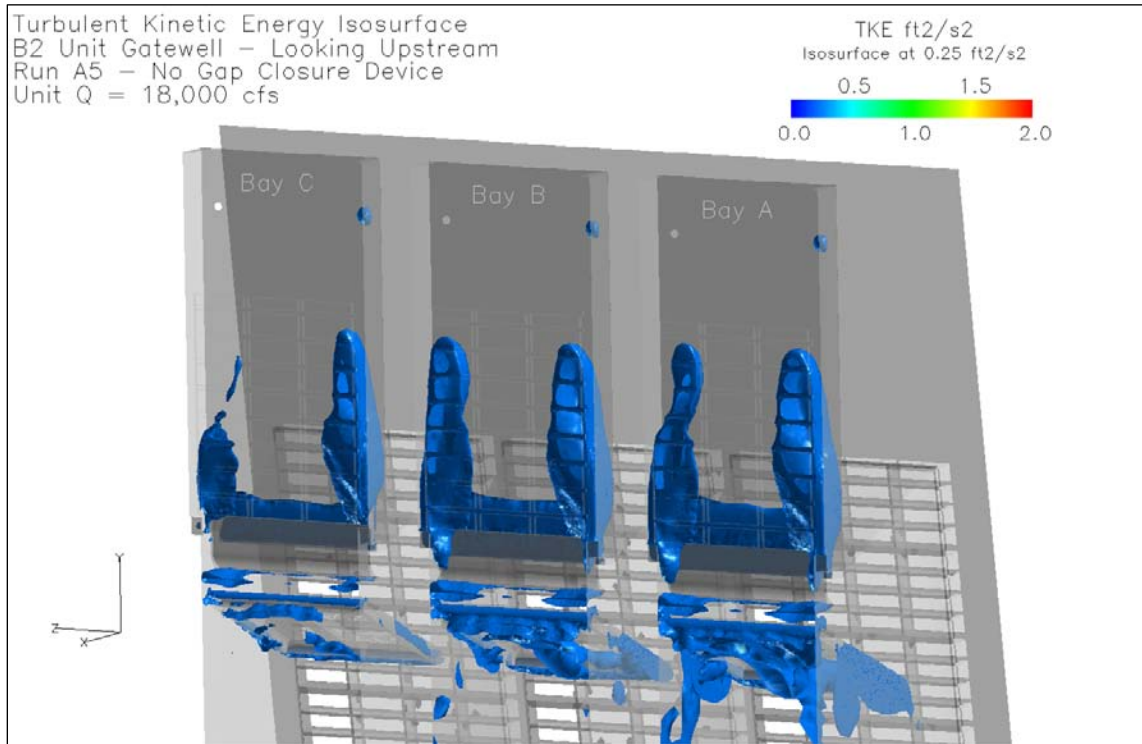 Turbulent Kinetic Energy Isosurface
B2 Unit Gatewell – Looking Upstream
Run A5 – No Gap Closure Device
Unit Q = 18,000 cfs
TKE ft2/s2
Isosurface at 0.25 ft2/s2
0.5 1.5
0.0 1.0 2.0
Bay C
Bay B
Bay A
Y
Z
X